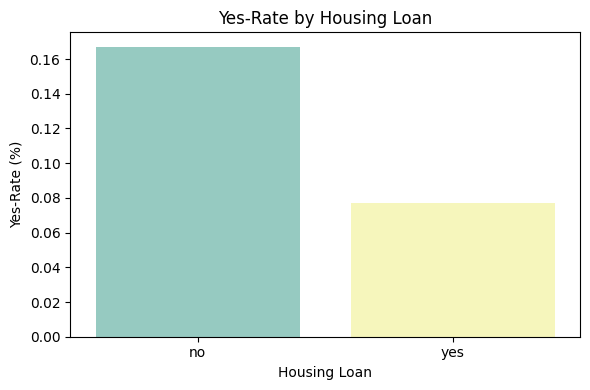 Yes-Rate by Housing Loan
Yes-Rate (%)
0.16
0.14
0.12
0.10
0.08
0.06
0.04
0.02
0.00
no yes
Housing Loan